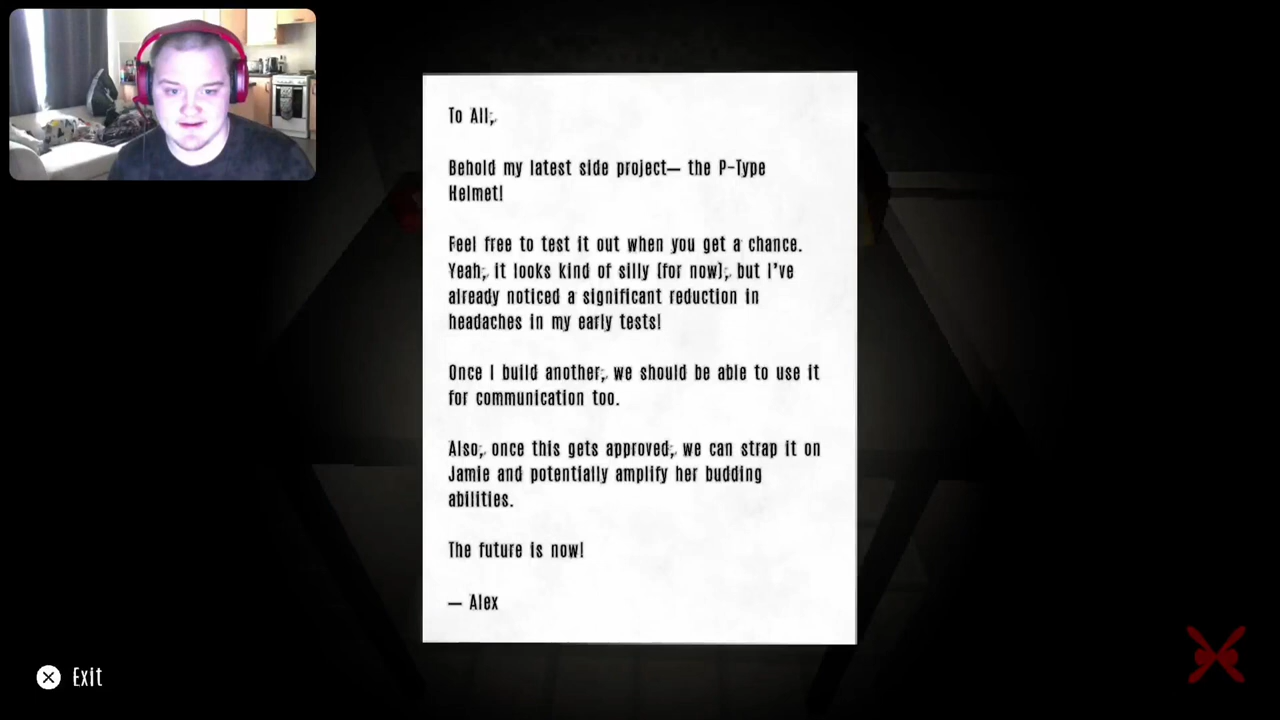 To All,
Behold my latest side project— the P-Type
Helmet!
Feel free to test it out when you get a chance.
Yeah, it looks kind of silly (for now), but I've
already noticed a significant reduction in
headaches in my early tests!
Once I build another, we should be able to use it
for communication too.
Also, once this gets approved, we can strap it on
Jamie and potentially amplify her budding
abilities.
The future is now!
— Alex
Exit